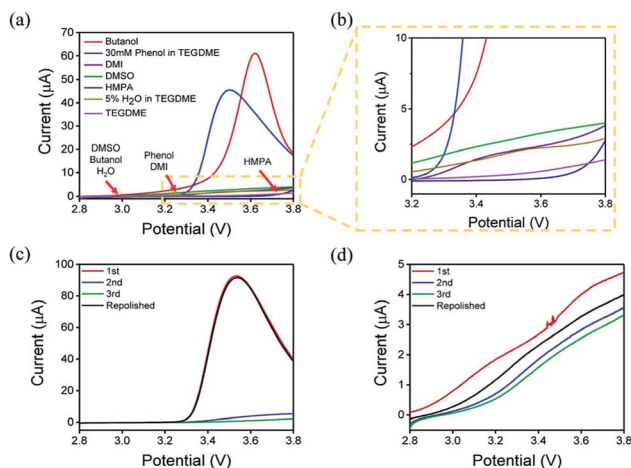 (a)
70
60
50
40
30
20
10
0
Current (μA)
Butanol
30mM Phenol in TEGDME
DMI
DMSO
HMPA
5% H₂O in TEGDME
TEGDME
DMSO
Butanol
H₂O
Phenol
DMI
HMPA
2.8 3.0 3.2 3.4 3.6 3.8
Potential (V)
(b)
10
5
0
Current (μA)
3.2 3.4 3.6 3.8
Potential (V)
(c)
100
80
60
40
20
0
Current (μA)
1st
2nd
3rd
Repolished
2.8 3.0 3.2 3.4 3.6 3.8
Potential (V)
(d)
5
4
3
2
1
0
Current (μA)
1st
2nd
3rd
Repolished
2.8 3.0 3.2 3.4 3.6 3.8
Potential (V)